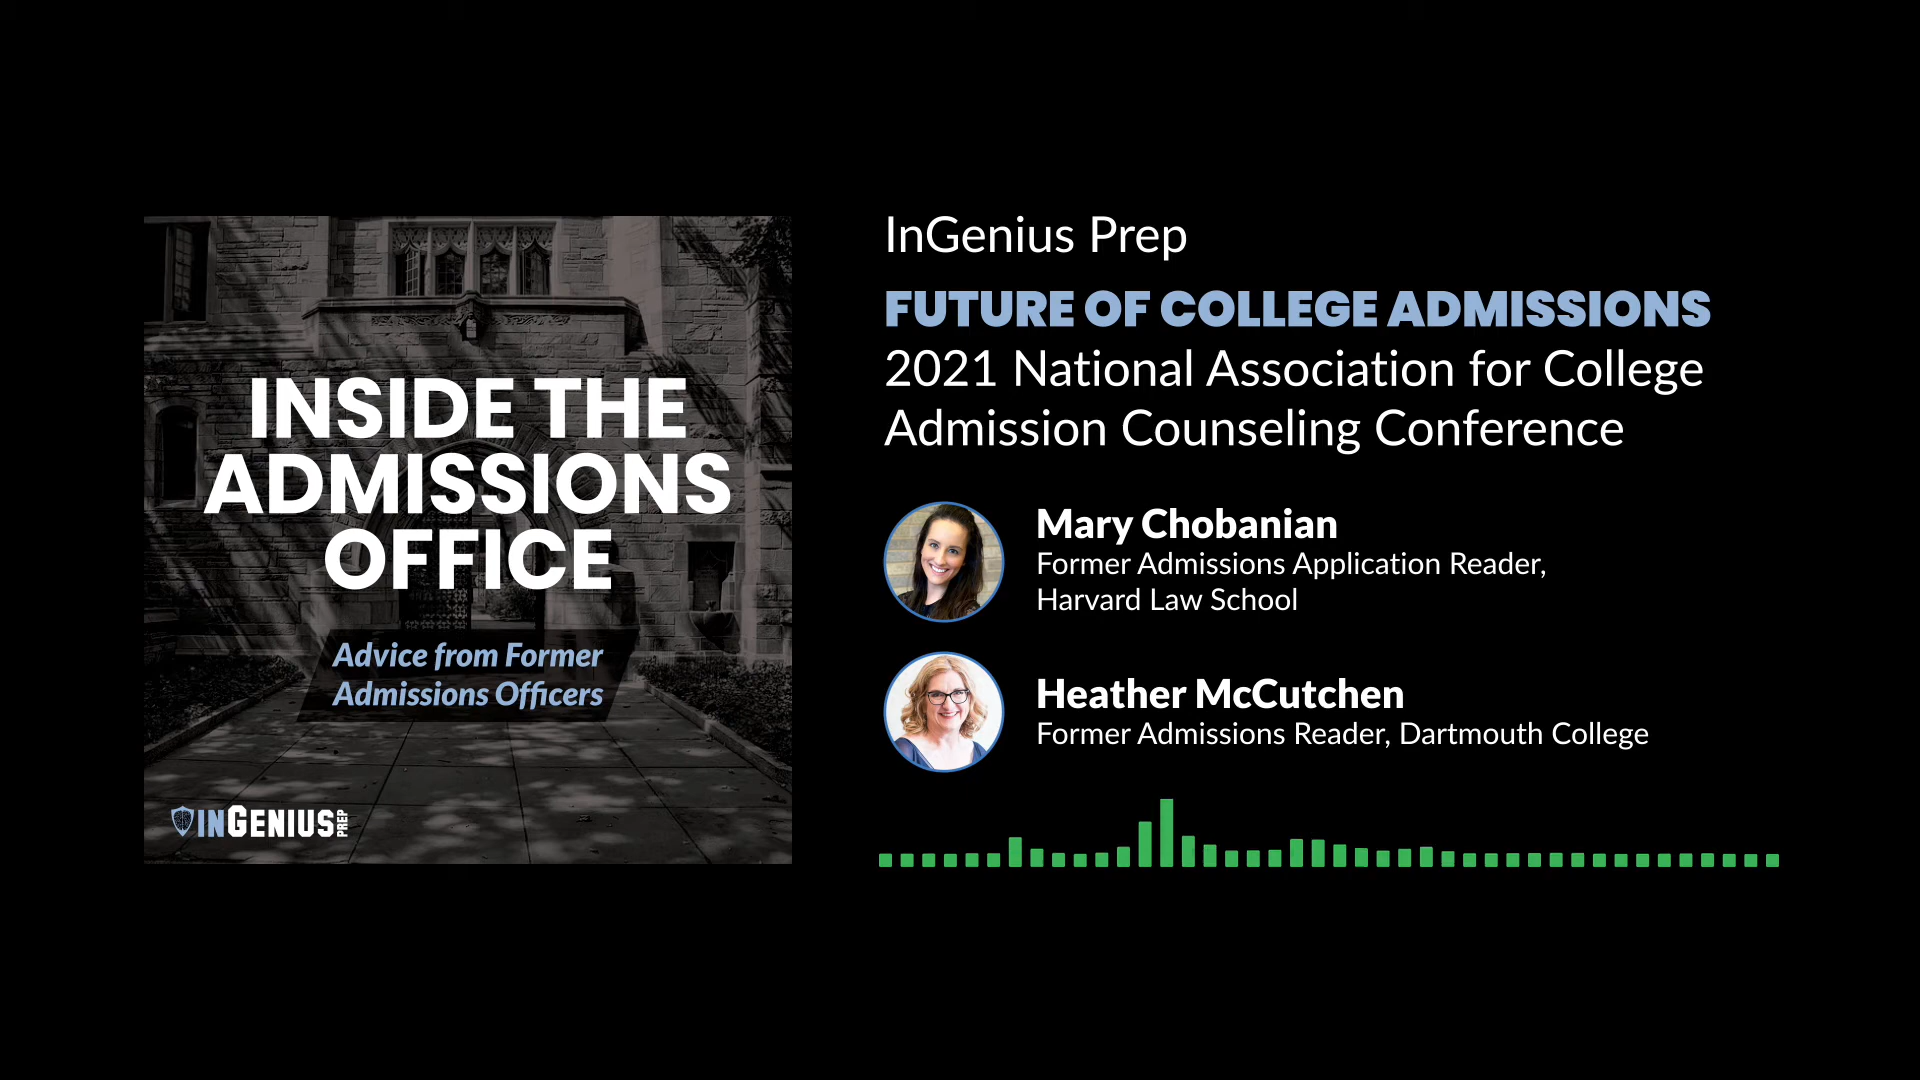 INSIDE THE
ADMISSIONS
OFFICE
Advice from Former
Admissions Officers
INGENIUS PREP
InGenius Prep
FUTURE OF COLLEGE ADMISSIONS
2021 National Association for College
Admission Counseling Conference
Mary Chobanian
Former Admissions Application Reader,
Harvard Law School
Heather McCutchen
Former Admissions Reader, Dartmouth College